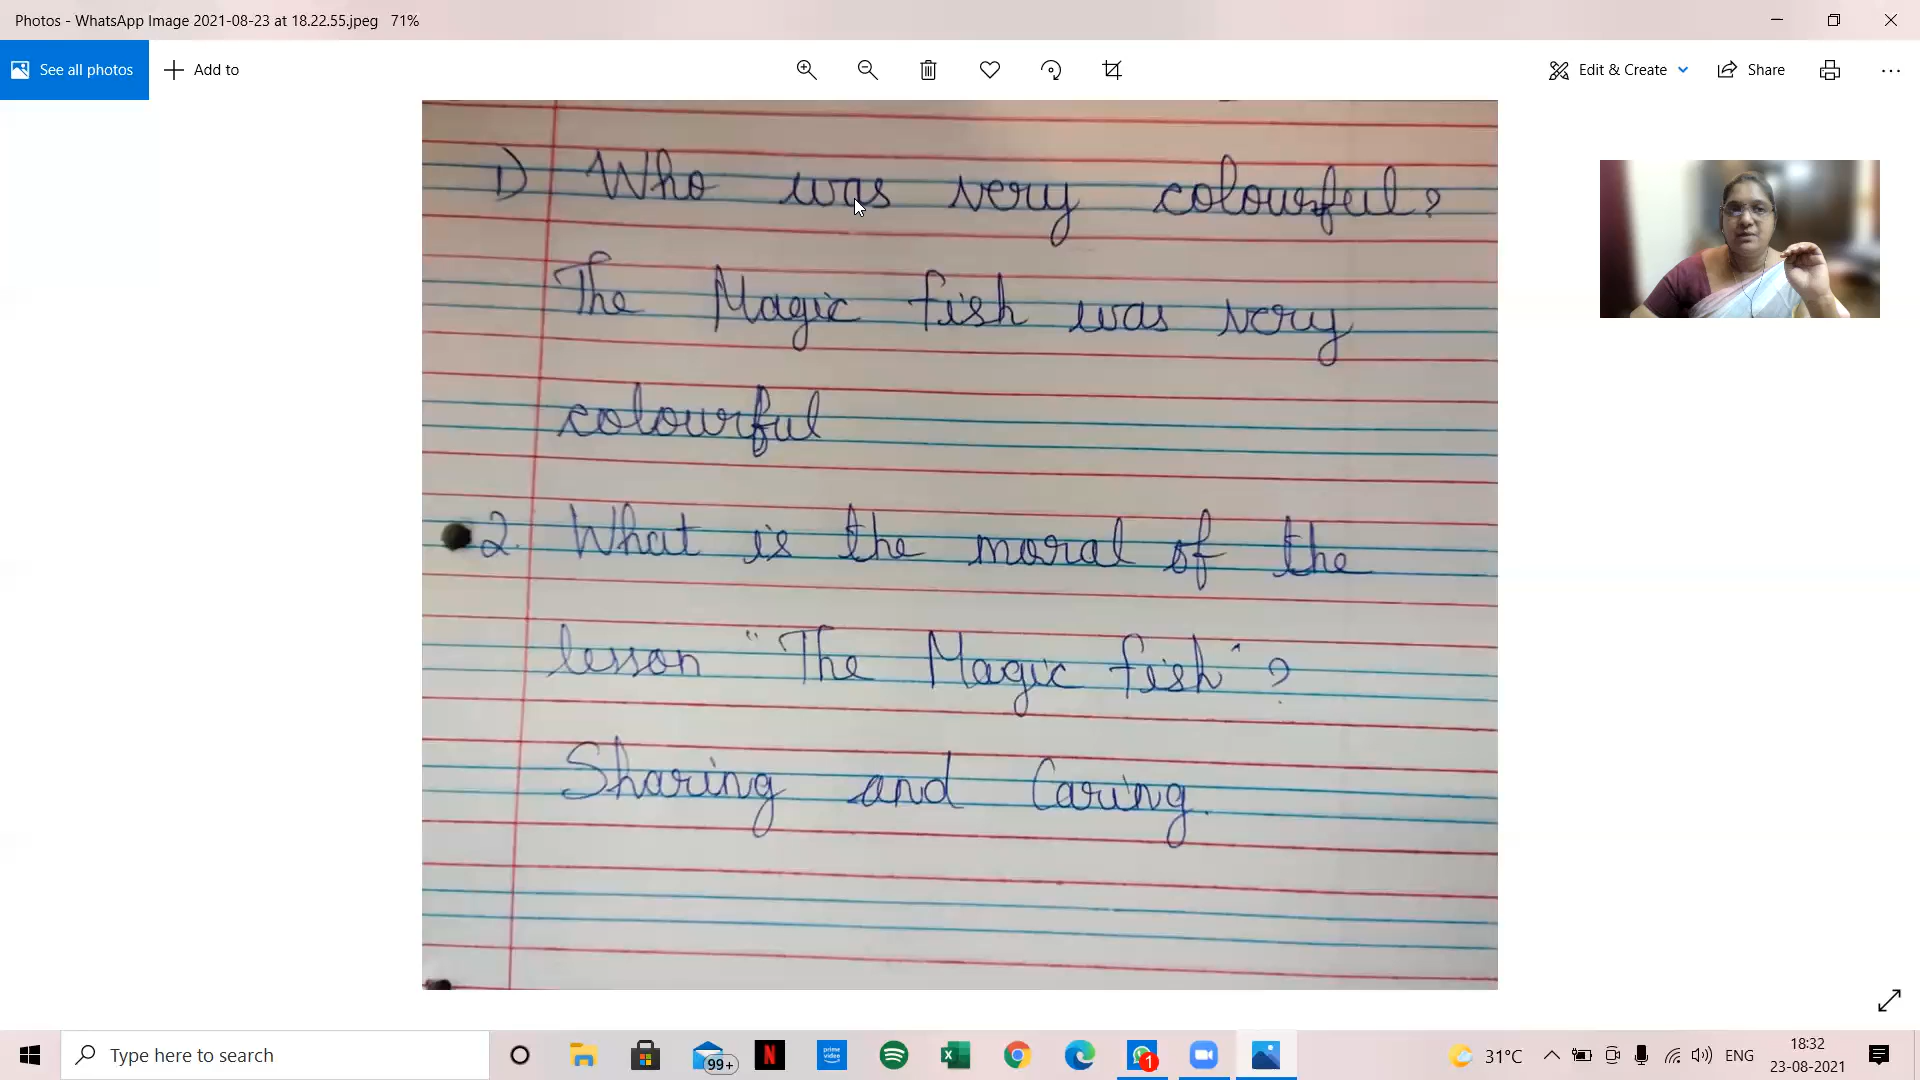 Photos - WhatsApp Image 2021-08-23 at 18.22.55.jpeg 71%
See all photos
Add to
Edit & Create
Share
1) Who was very colourful?
The Magic fish was very
colourful
2. What is the moral of the
lesson "The Magic fish"?
Sharing and Caring.
Type here to search
99+
N
prime video
1
31°C
ENG
18:32
23-08-2021